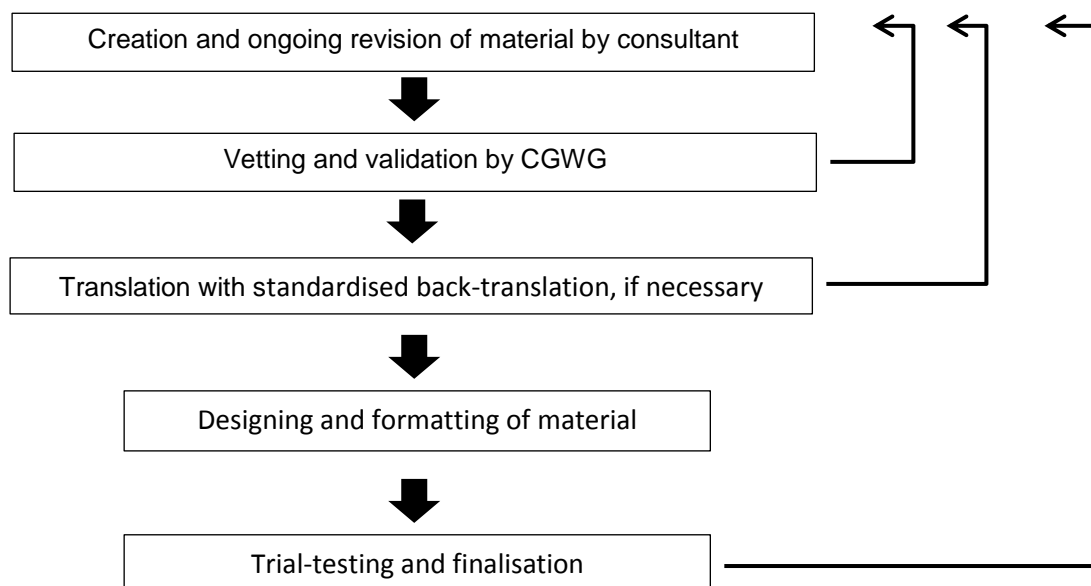 Creation and ongoing revision of material by consultant
Vetting and validation by CGWG
Translation with standardised back-translation, if necessary
Designing and formatting of material
Trial-testing and finalisation